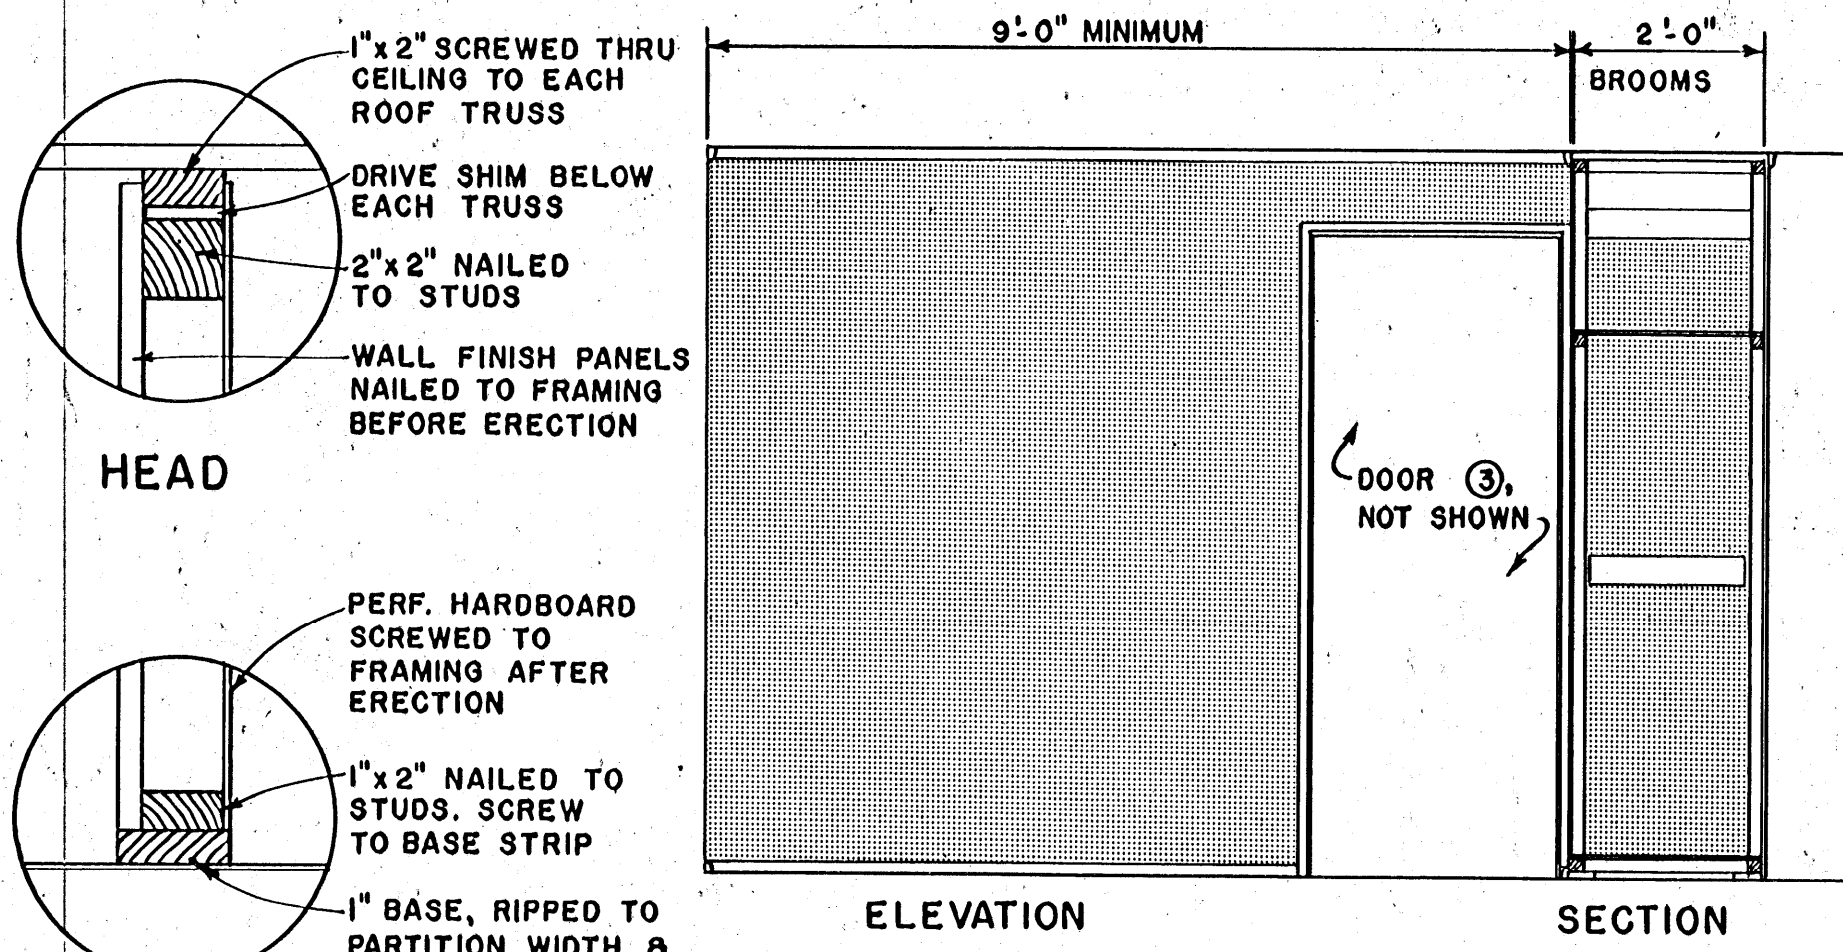 1"x 2" SCREWED THRU
CEILING TO EACH
ROOF TRUSS
DRIVE SHIM BELOW
EACH TRUSS
2"x 2" NAILED
TO STUDS
WALL FINISH PANELS
NAILED TO FRAMING
BEFORE ERECTION
HEAD
PERF. HARDBOARD
SCREWED TO
FRAMING AFTER
ERECTION
1"x 2" NAILED TO
STUDS. SCREW
TO BASE STRIP
1" BASE, RIPPED TO
PARTITION WIDTH &
9'-0" MINIMUM
2'-0"
BROOMS
DOOR ③,
NOT SHOWN
ELEVATION
SECTION